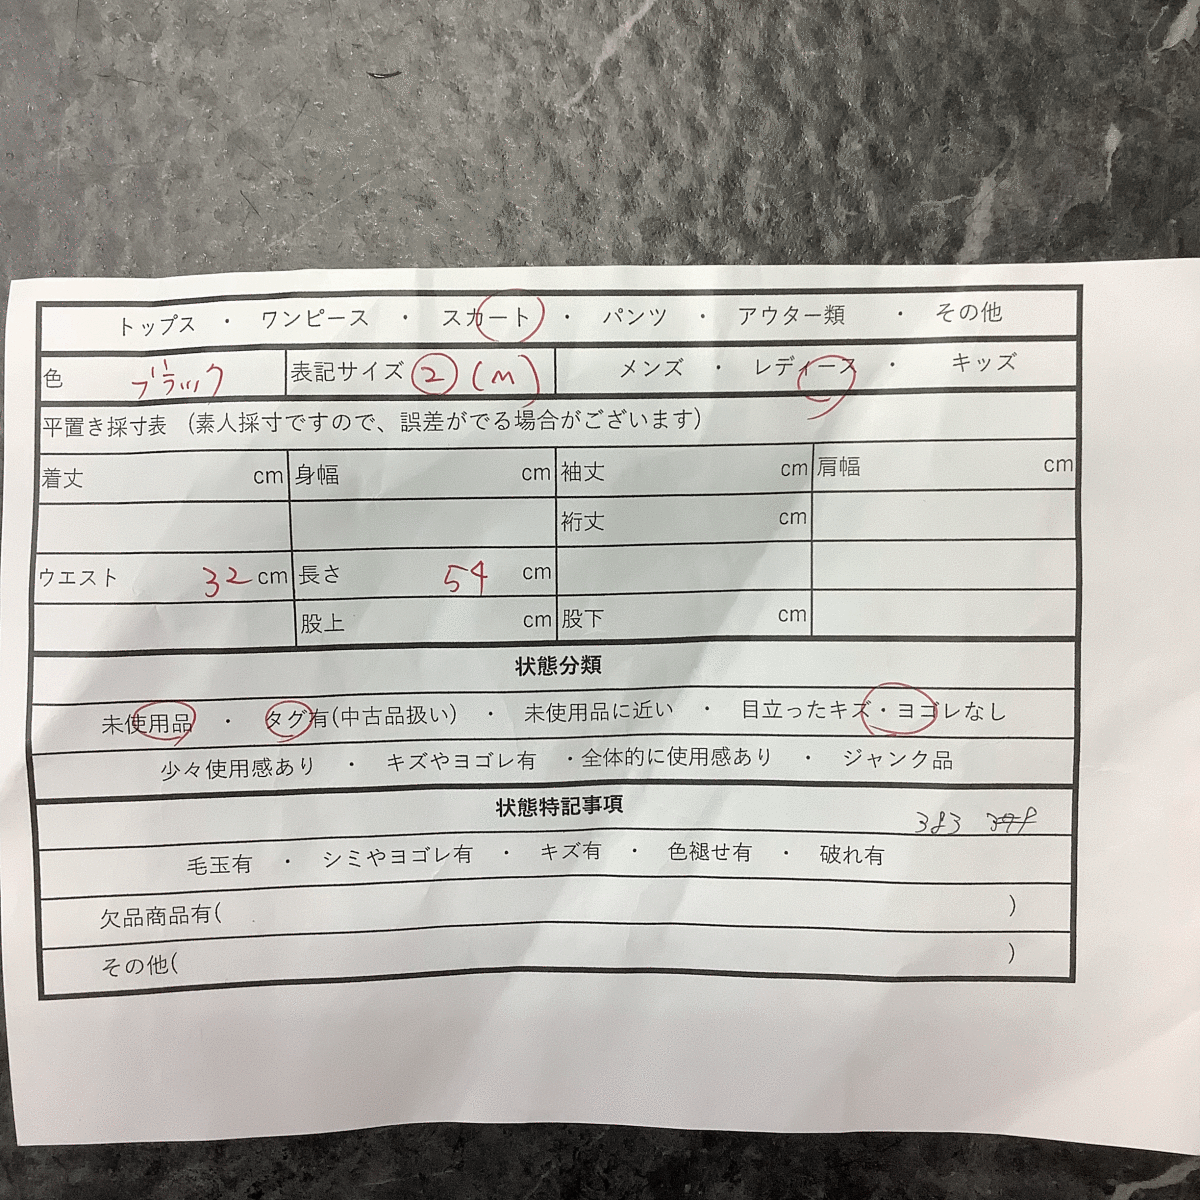 トップス ・ ワンピース ・ スカート ・ パンツ ・ アウター類 ・ その他
色 ブラック 表記サイズ ② (M) メンズ ・ レディース ・ キッズ
平置き採寸表 (素人採寸ですので、誤差がでる場合がございます)
着丈 cm 身幅 cm 袖丈 cm 肩幅 cm
裄丈 cm
ウエスト 32 cm 長さ 54 cm
股上 cm 股下 cm
状態分類
未使用品 ・ タグ有(中古品扱い) ・ 未使用品に近い ・ 目立ったキズ・ヨゴレなし
少々使用感あり ・ キズやヨゴレ有 ・全体的に使用感あり ・ ジャンク品
状態特記事項
383
毛玉有 ・ シミやヨゴレ有 ・ キズ有 ・ 色褪せ有 ・ 破れ有
欠品商品有( )
その他( )